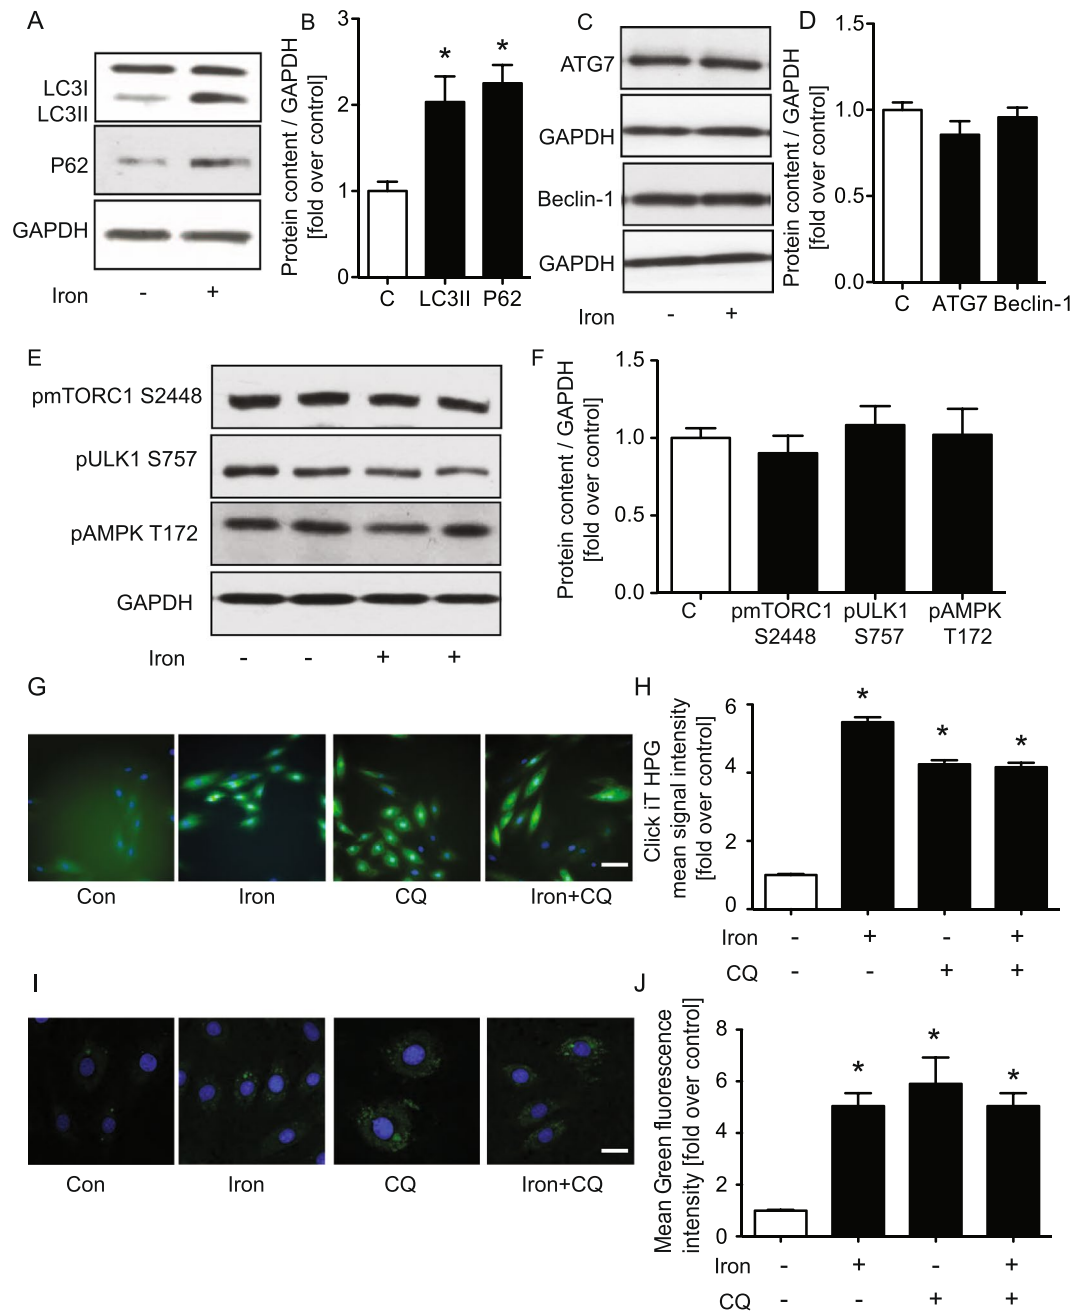 A
LC3I
LC3II
P62
GAPDH
Iron - +
B
Protein content / GAPDH
[fold over control]
3
2
1
0
* *
C LC3II P62
C
ATG7
GAPDH
Beclin-1
GAPDH
Iron - +
D
Protein content / GAPDH
[fold over control]
1.5
1.0
0.5
0.0
C ATG7 Beclin-1
E
pmTORC1 S2448
pULK1 S757
pAMPK T172
GAPDH
Iron - - + +
F
Protein content / GAPDH
[fold over control]
1.5
1.0
0.5
0.0
C pmTORC1 pULK1 pAMPK
S2448 S757 T172
G
Con Iron CQ Iron+CQ
H
Click iT HPG
mean signal intensity
[fold over control]
6
4
2
0
* * *
Iron - + - +
CQ - - + +
I
Con Iron CQ Iron+CQ
J
Mean Green fluorescence
intensity [fold over control]
8
6
4
2
0
* * *
Iron - + - +
CQ - - + +